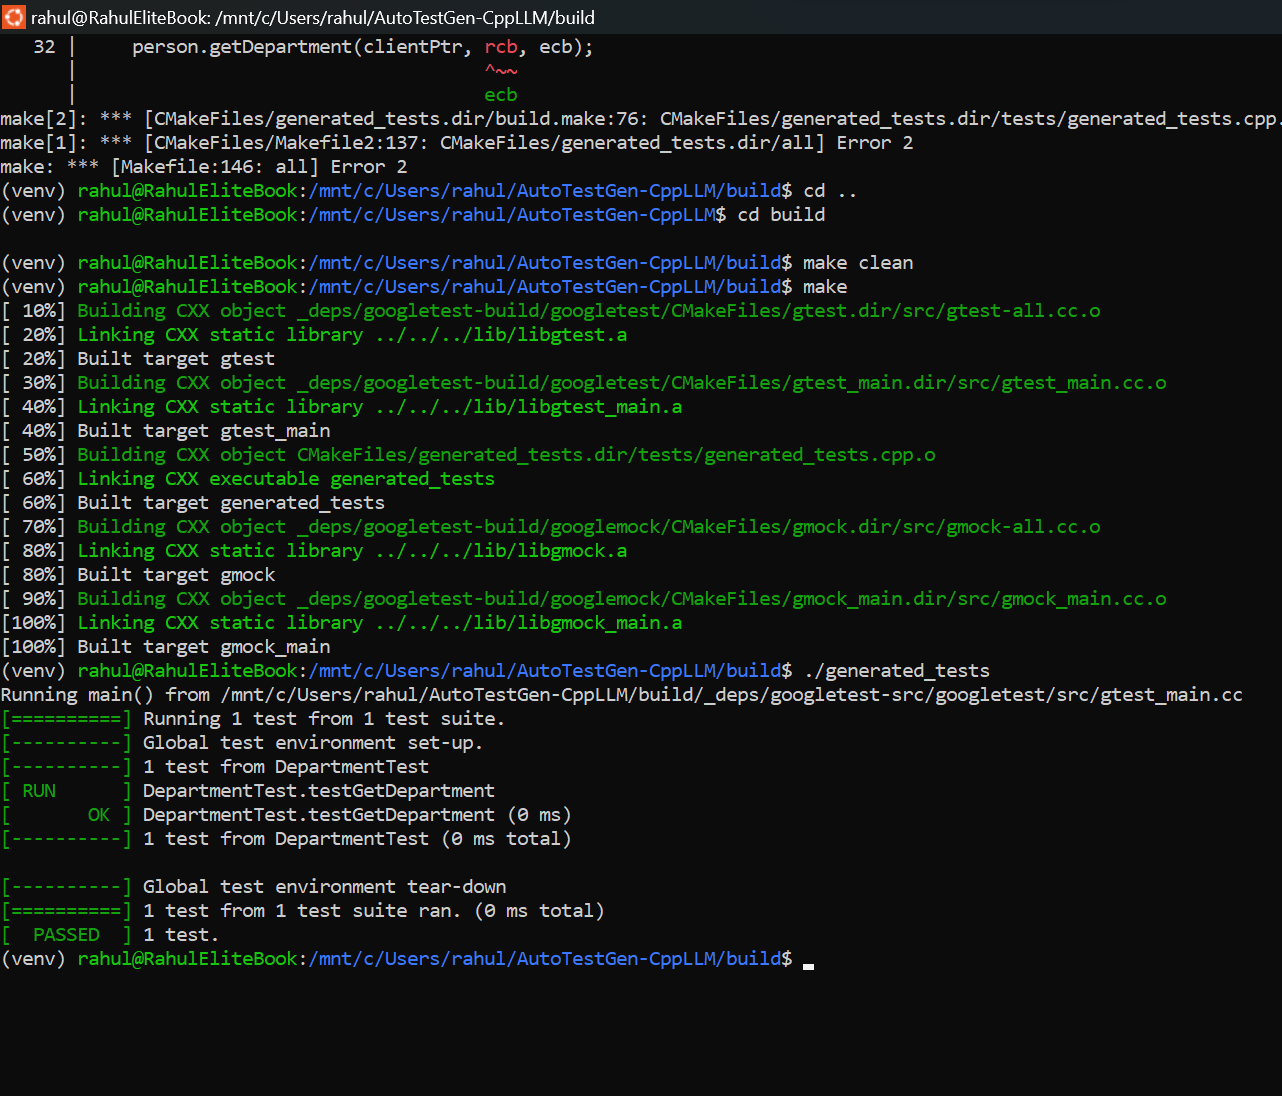 rahul@RahulEliteBook: /mnt/c/Users/rahul/AutoTestGen-CppLLM/build
32 |     person.getDepartment(clientPtr, rcb, ecb);
|                                     ^~~
|                                     ecb
make[2]: *** [CMakeFiles/generated_tests.dir/build.make:76: CMakeFiles/generated_tests.dir/tests/generated_tests.cpp.
make[1]: *** [CMakeFiles/Makefile2:137: CMakeFiles/generated_tests.dir/all] Error 2
make: *** [Makefile:146: all] Error 2
(venv) rahul@RahulEliteBook:/mnt/c/Users/rahul/AutoTestGen-CppLLM/build$ cd ..
(venv) rahul@RahulEliteBook:/mnt/c/Users/rahul/AutoTestGen-CppLLM$ cd build
(venv) rahul@RahulEliteBook:/mnt/c/Users/rahul/AutoTestGen-CppLLM/build$ make clean
(venv) rahul@RahulEliteBook:/mnt/c/Users/rahul/AutoTestGen-CppLLM/build$ make
[ 10%] Building CXX object _deps/googletest-build/googletest/CMakeFiles/gtest.dir/src/gtest-all.cc.o
[ 20%] Linking CXX static library ../../../lib/libgtest.a
[ 20%] Built target gtest
[ 30%] Building CXX object _deps/googletest-build/googletest/CMakeFiles/gtest_main.dir/src/gtest_main.cc.o
[ 40%] Linking CXX static library ../../../lib/libgtest_main.a
[ 40%] Built target gtest_main
[ 50%] Building CXX object CMakeFiles/generated_tests.dir/tests/generated_tests.cpp.o
[ 60%] Linking CXX executable generated_tests
[ 60%] Built target generated_tests
[ 70%] Building CXX object _deps/googletest-build/googlemock/CMakeFiles/gmock.dir/src/gmock-all.cc.o
[ 80%] Linking CXX static library ../../../lib/libgmock.a
[ 80%] Built target gmock
[ 90%] Building CXX object _deps/googletest-build/googlemock/CMakeFiles/gmock_main.dir/src/gmock_main.cc.o
[100%] Linking CXX static library ../../../lib/libgmock_main.a
[100%] Built target gmock_main
(venv) rahul@RahulEliteBook:/mnt/c/Users/rahul/AutoTestGen-CppLLM/build$ ./generated_tests
Running main() from /mnt/c/Users/rahul/AutoTestGen-CppLLM/build/_deps/googletest-src/googletest/src/gtest_main.cc
[==========] Running 1 test from 1 test suite.
[----------] Global test environment set-up.
[----------] 1 test from DepartmentTest
[ RUN      ] DepartmentTest.testGetDepartment
[       OK ] DepartmentTest.testGetDepartment (0 ms)
[----------] 1 test from DepartmentTest (0 ms total)
[----------] Global test environment tear-down
[==========] 1 test from 1 test suite ran. (0 ms total)
[  PASSED  ] 1 test.
(venv) rahul@RahulEliteBook:/mnt/c/Users/rahul/AutoTestGen-CppLLM/build$